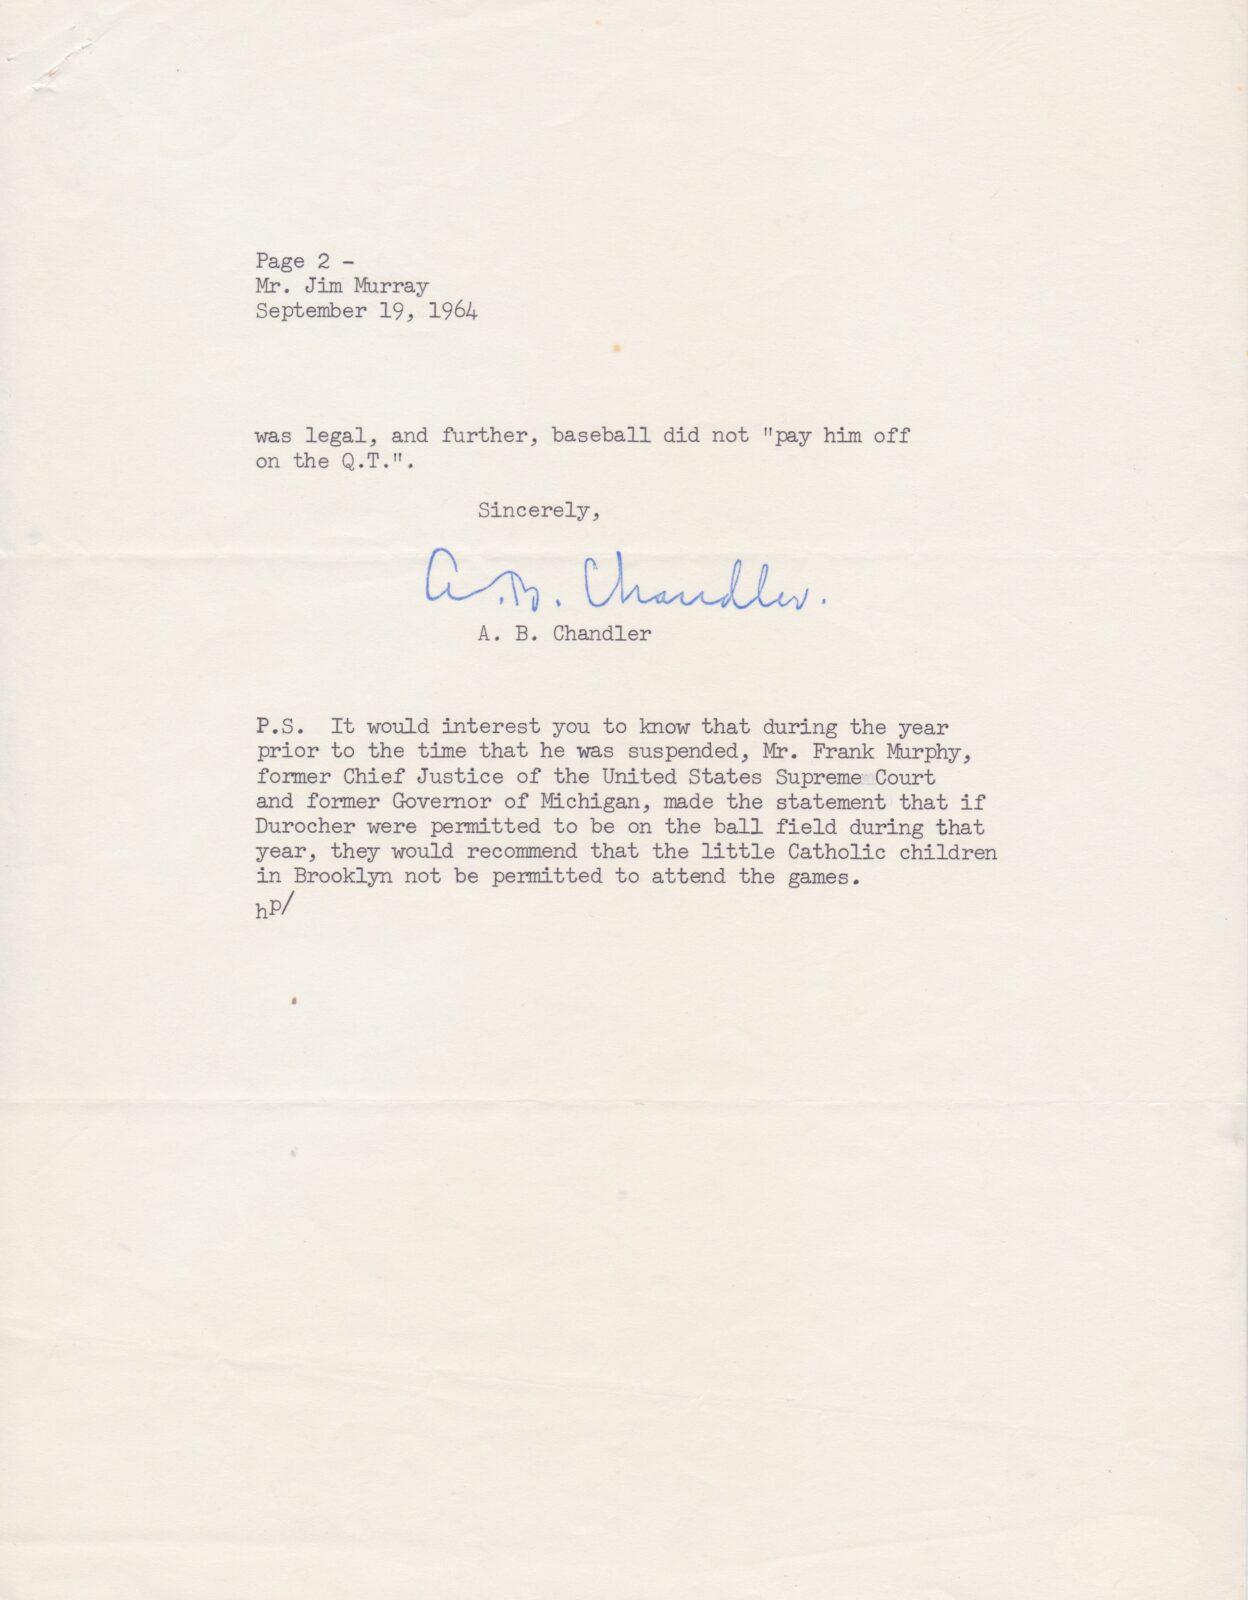 Page 2 -
Mr. Jim Murray
September 19, 1964
was legal, and further, baseball did not "pay him off
on the Q.T.".
Sincerely,
A. B. Chandler.
A. B. Chandler
P.S. It would interest you to know that during the year
prior to the time that he was suspended, Mr. Frank Murphy,
former Chief Justice of the United States Supreme Court
and former Governor of Michigan, made the statement that if
Durocher were permitted to be on the ball field during that
year, they would recommend that the little Catholic children
in Brooklyn not be permitted to attend the games.
hp/